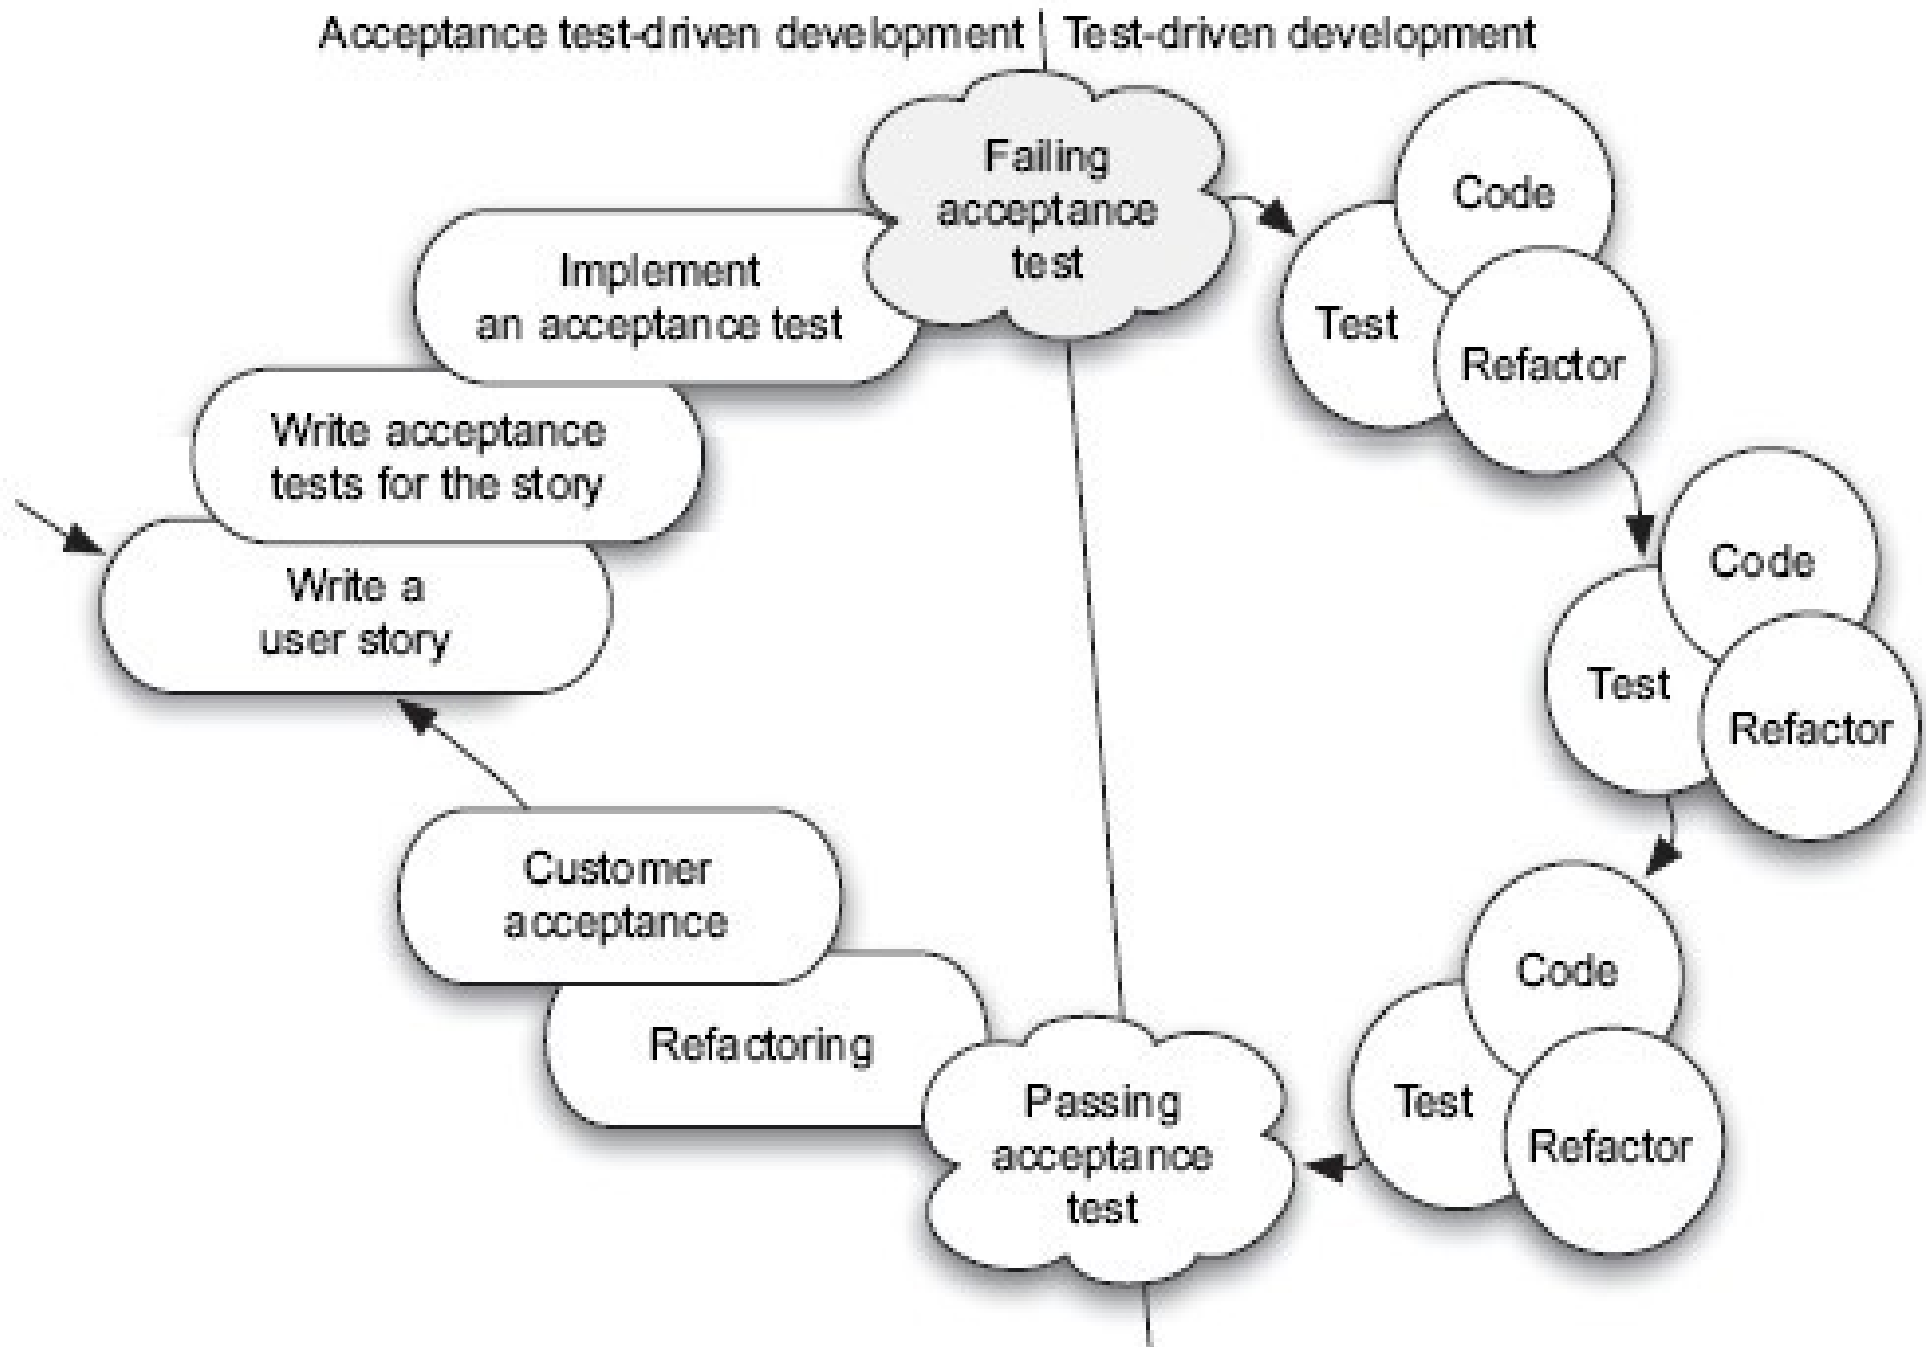 Acceptance test-driven development
Test-driven development
Failing
acceptance
test
Implement
an acceptance test
Write acceptance
tests for the story
Write a
user story
Code
Test
Refactor
Code
Test
Refactor
Code
Test
Refactor
Passing
acceptance
test
Refactoring
Customer
acceptance